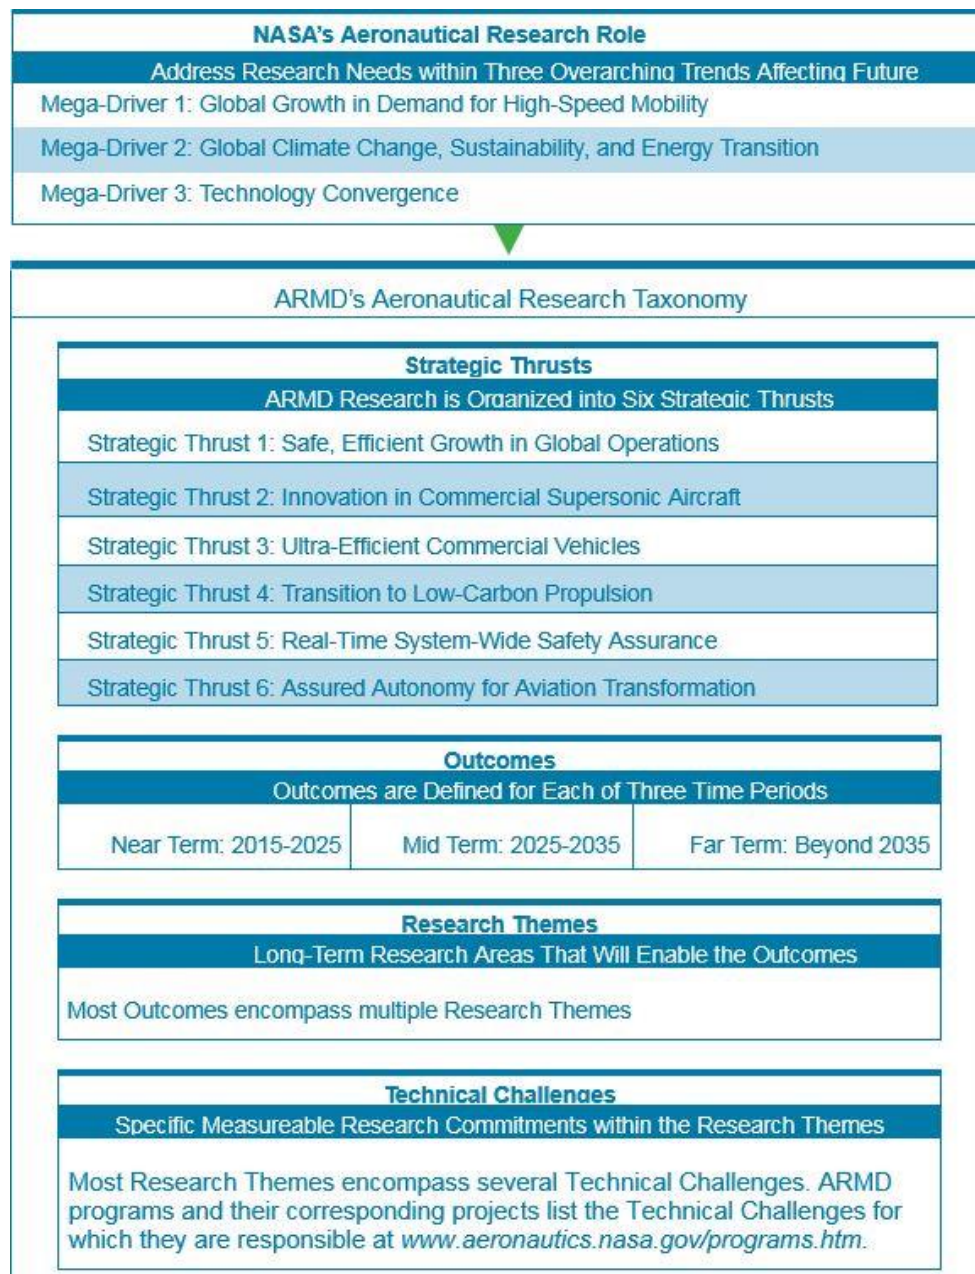 NASA's Aeronautical Research Role
Address Research Needs within Three Overarching Trends Affecting Future
Mega-Driver 1: Global Growth in Demand for High-Speed Mobility
Mega-Driver 2: Global Climate Change, Sustainability, and Energy Transition
Mega-Driver 3: Technology Convergence
ARMD's Aeronautical Research Taxonomy
Strategic Thrusts
ARMD Research is Organized into Six Strategic Thrusts
Strategic Thrust 1: Safe, Efficient Growth in Global Operations
Strategic Thrust 2: Innovation in Commercial Supersonic Aircraft
Strategic Thrust 3: Ultra-Efficient Commercial Vehicles
Strategic Thrust 4: Transition to Low-Carbon Propulsion
Strategic Thrust 5: Real-Time System-Wide Safety Assurance
Strategic Thrust 6: Assured Autonomy for Aviation Transformation
Outcomes
Outcomes are Defined for Each of Three Time Periods
Near Term: 2015-2025 Mid Term: 2025-2035 Far Term: Beyond 2035
Research Themes
Long-Term Research Areas That Will Enable the Outcomes
Most Outcomes encompass multiple Research Themes
Technical Challenges
Specific Measureable Research Commitments within the Research Themes
Most Research Themes encompass several Technical Challenges. ARMD
programs and their corresponding projects list the Technical Challenges for
which they are responsible at www.aeronautics.nasa.gov/programs.htm.